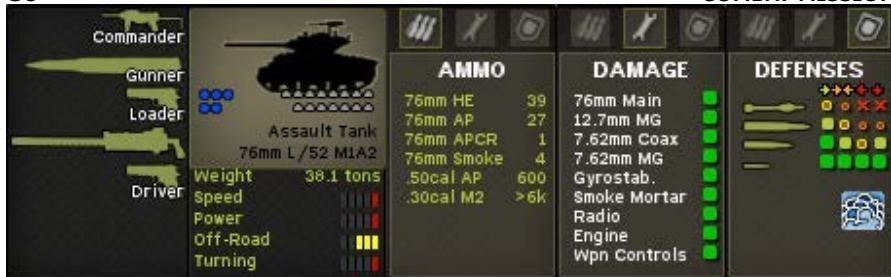 Commander
Gunner
Loader
Driver
Assault Tank
76mm L/52 M1A2
Weight 38.1 tons
Speed
Power
Off-Road
Turning
AMMO
76mm HE 39
76mm AP 27
76mm APCR 1
76mm Smoke 4
.50cal AP 600
.30cal M2 >6k
DAMAGE
76mm Main
12.7mm MG
7.62mm Coax
7.62mm MG
Gyrostab.
Smoke Mortar
Radio
Engine
Wpn Controls
DEFENSES